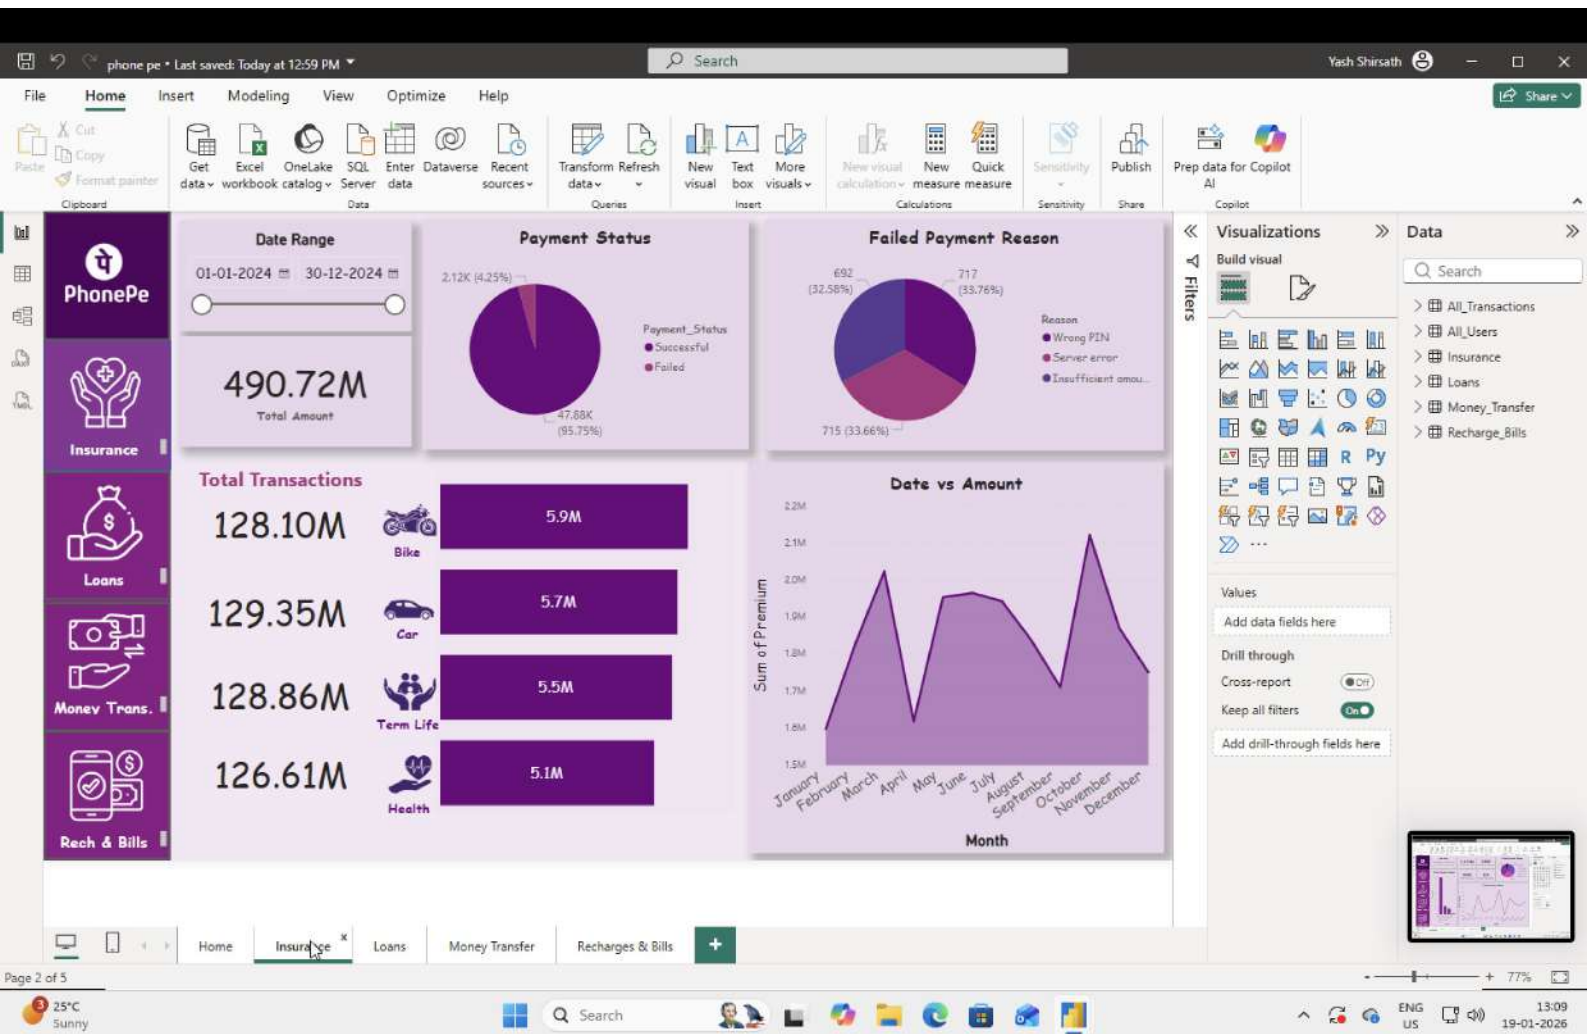 phone pe • Last saved: Today at 12:59 PM
Search
Yash Shirsath
File Home Insert Modeling View Optimize Help
Share
Paste
Cut
Copy
Format painter
Clipboard
Get data
Excel workbook
OneLake catalog
SQL Server
Enter data
Dataverse
Recent sources
Data
Transform data
Refresh
Queries
New visual
Text box
More visuals
Insert
New visual calculation
New measure
Quick measure
Calculations
Sensitivity
Sensitivity
Publish
Share
Prep data for AI
Copilot
Copilot
पे
PhonePe
Insurance
Loans
Money Trans.
Rech & Bills
Date Range
01-01-2024 30-12-2024
490.72M
Total Amount
Payment Status
2.12K (4.25%)
47.88K
(95.75%)
Payment_Status
Successful
Failed
Failed Payment Reason
692
(32.58%)
717
(33.76%)
715 (33.66%)
Reason
Wrong PIN
Server error
Insufficient amou...
Total Transactions
128.10M
Bike
5.9M
129.35M
Car
5.7M
128.86M
Term Life
5.5M
126.61M
Health
5.1M
Date vs Amount
Sum of Premium
2.2M
2.1M
2.0M
1.9M
1.8M
1.7M
1.6M
1.5M
January February March April May June July August September October November December
Month
Filters
Visualizations
Build visual
R Py
Values
Add data fields here
Drill through
Cross-report
Off
Keep all filters
On
Add drill-through fields here
Data
Search
All_Transactions
All_Users
Insurance
Loans
Money_Transfer
Recharge_Bills
Home Insurance x Loans Money Transfer Recharges & Bills +
Page 2 of 5
- + 77%
3
25°C
Sunny
Search
ENG
US
13:09
19-01-2026